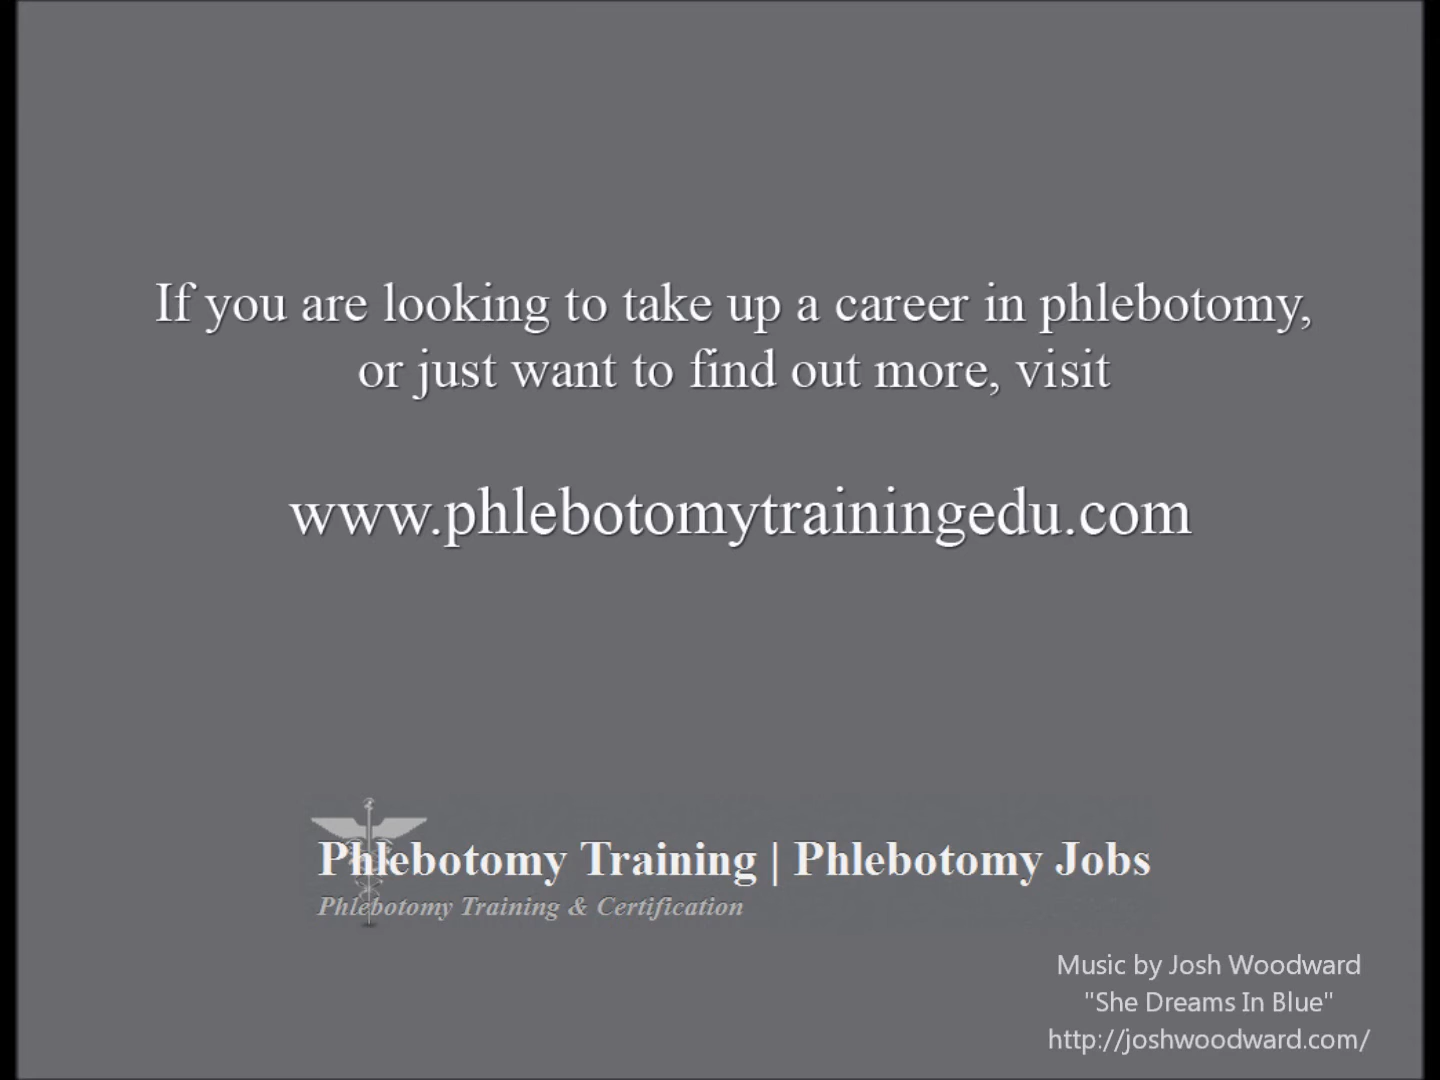 If you are looking to take up a career in phlebotomy,
or just want to find out more, visit
www.phlebotomytrainingedu.com
Phlebotomy Training | Phlebotomy Jobs
Phlebotomy Training & Certification
Music by Josh Woodward
"She Dreams In Blue"
http://joshwoodward.com/